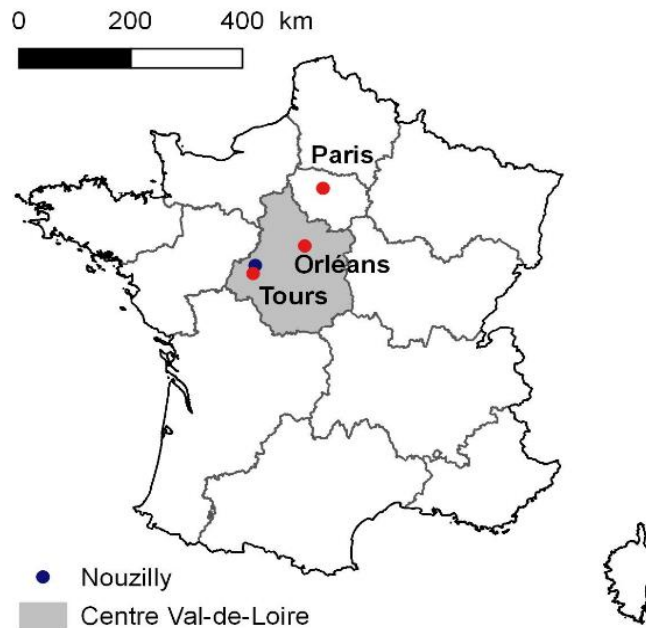 0 200 400 km
Paris
Orléans
Tours
Nouzilly
Centre Val-de-Loire